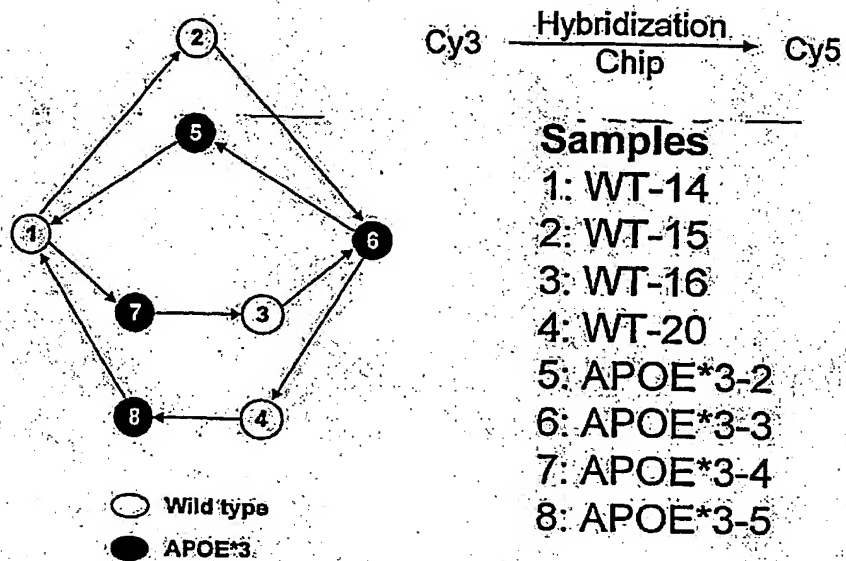 2
5
1
6
7
3
8
4
Wild type
APOE*3
Cy3 Hybridization Cy5
Chip
Samples
1: WT-14
2: WT-15
3: WT-16
4: WT-20
5: APOE*3-2
6: APOE*3-3
7: APOE*3-4
8: APOE*3-5